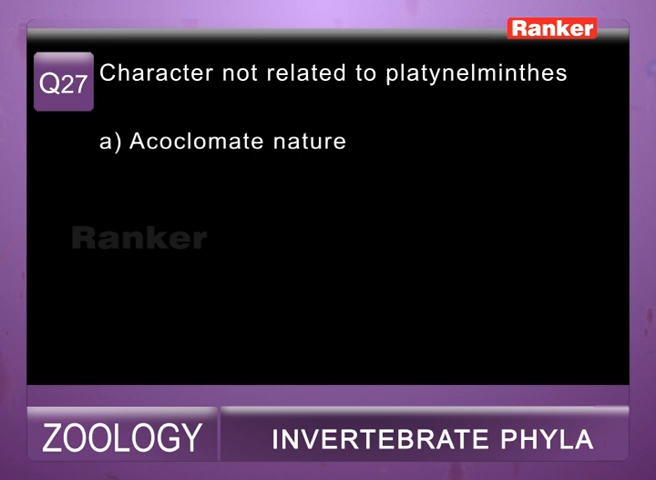 Ranker
Q27 Character not related to platynelminthes
a) Acoclomate nature
Ranker
ZOOLOGY
INVERTEBRATE PHYLA